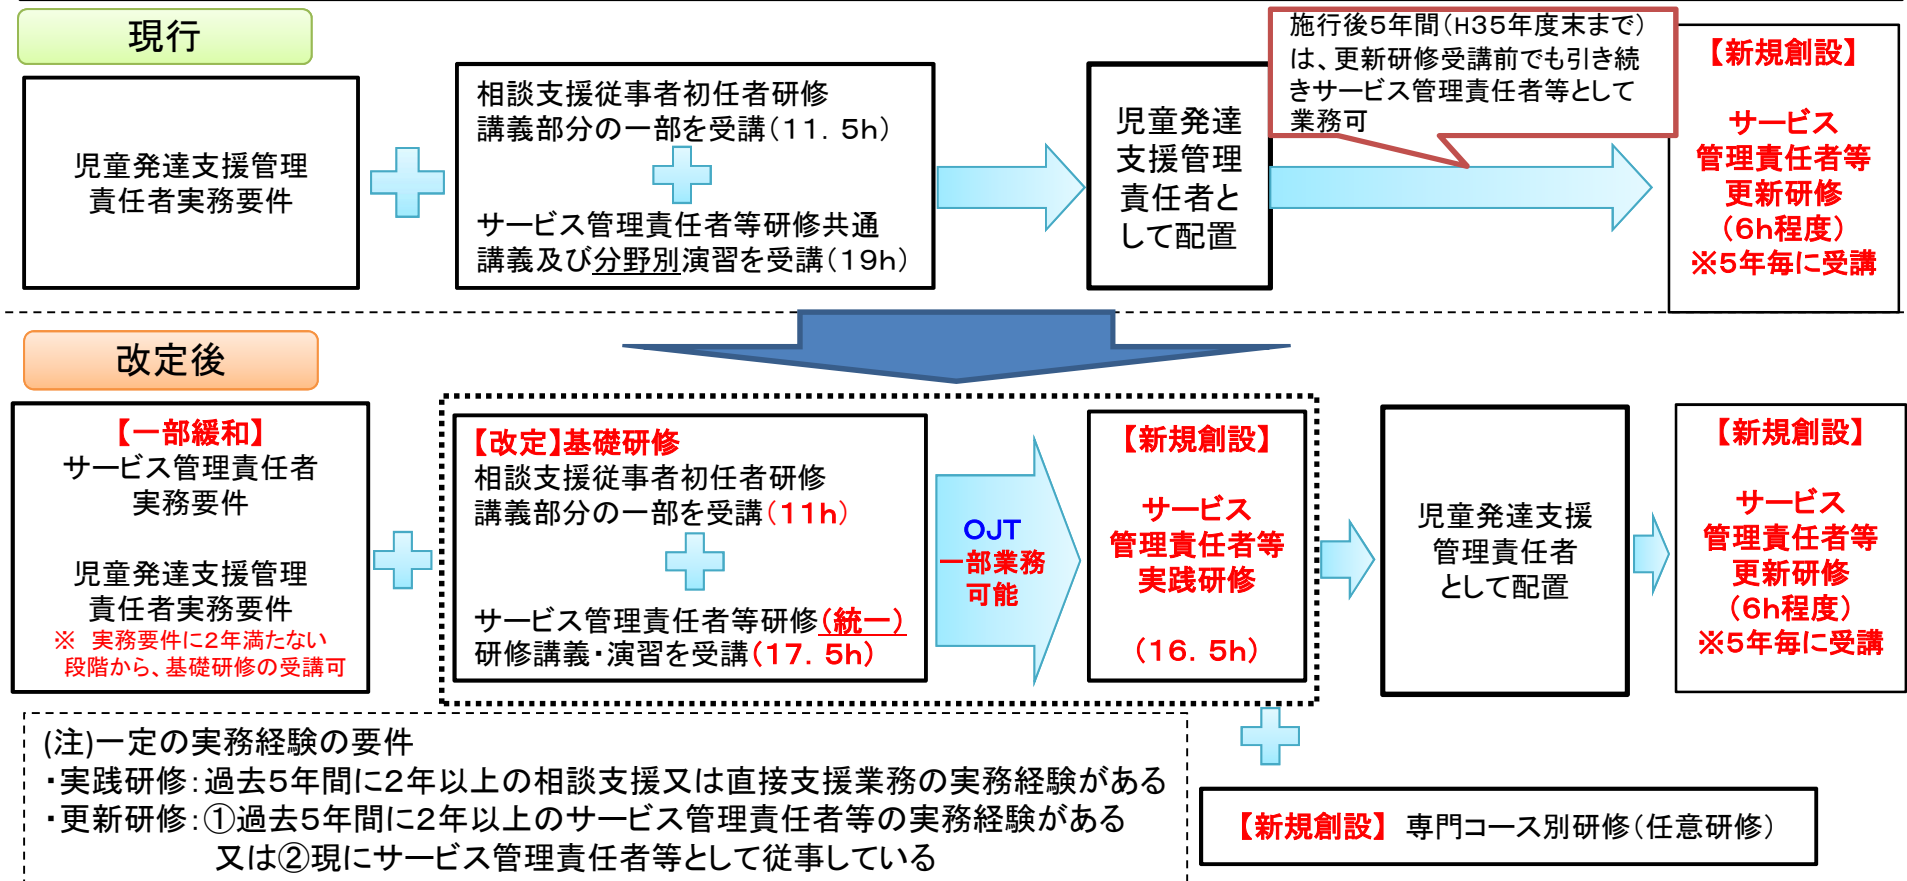 現行
児童発達支援管理
責任者実務要件
相談支援従事者初任者研修
講義部分の一部を受講(11.5h)
サービス管理責任者等研修共通
講義及び分野別演習を受講(19h)
児童発達
支援管理
責任者と
して配置
施行後5年間(H35年度末まで)
は、更新研修受講前でも引き続
きサービス管理責任者等として
業務可
【新規創設】
サービス
管理責任者等
更新研修
(6h程度)
※5年毎に受講
改定後
【一部緩和】
サービス管理責任者
実務要件
児童発達支援管理
責任者実務要件
※ 実務要件に2年満たない
段階から、基礎研修の受講可
【改定】基礎研修
相談支援従事者初任者研修
講義部分の一部を受講(11h)
サービス管理責任者等研修(統一)
研修講義・演習を受講(17.5h)
OJT
一部業務
可能
【新規創設】
サービス
管理責任者等
実践研修
(16.5h)
児童発達支援
管理責任者
として配置
【新規創設】
サービス
管理責任者等
更新研修
(6h程度)
※5年毎に受講
(注)一定の実務経験の要件
・実践研修:過去5年間に2年以上の相談支援又は直接支援業務の実務経験がある
・更新研修:①過去5年間に2年以上のサービス管理責任者等の実務経験がある
又は②現にサービス管理責任者等として従事している
【新規創設】専門コース別研修(任意研修)